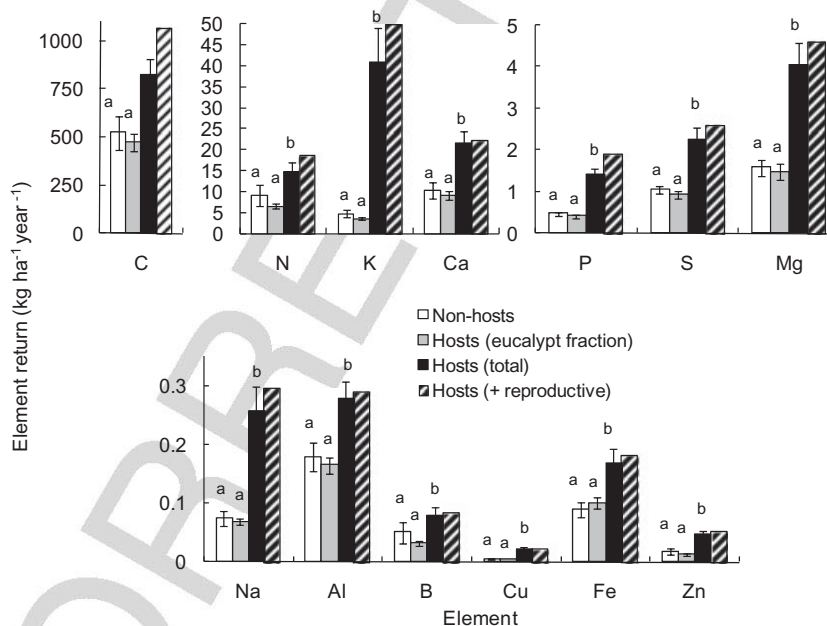 Element return (kg ha⁻¹ year⁻¹)
1000
750
500
250
0
a
a
C
50
45
40
35
30
25
20
15
10
5
0
a
a
b
N
a
a
b
K
a
a
b
Ca
5
4
3
2
1
0
a
a
b
P
a
a
b
S
a
a
b
Mg
Non-hosts
Hosts (eucalypt fraction)
Hosts (total)
Hosts (+ reproductive)
0.3
0.2
0.1
0
a
a
b
Na
a
a
b
Al
a
a
b
B
a
a
b
Cu
a
a
b
Fe
a
a
b
Zn
Element